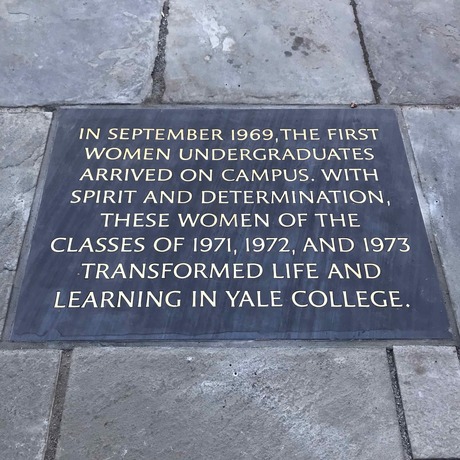 IN SEPTEMBER 1969, THE FIRST
WOMEN UNDERGRADUATES
ARRIVED ON CAMPUS. WITH
SPIRIT AND DETERMINATION,
THESE WOMEN OF THE
CLASSES OF 1971, 1972, AND 1973
TRANSFORMED LIFE AND
LEARNING IN YALE COLLEGE.